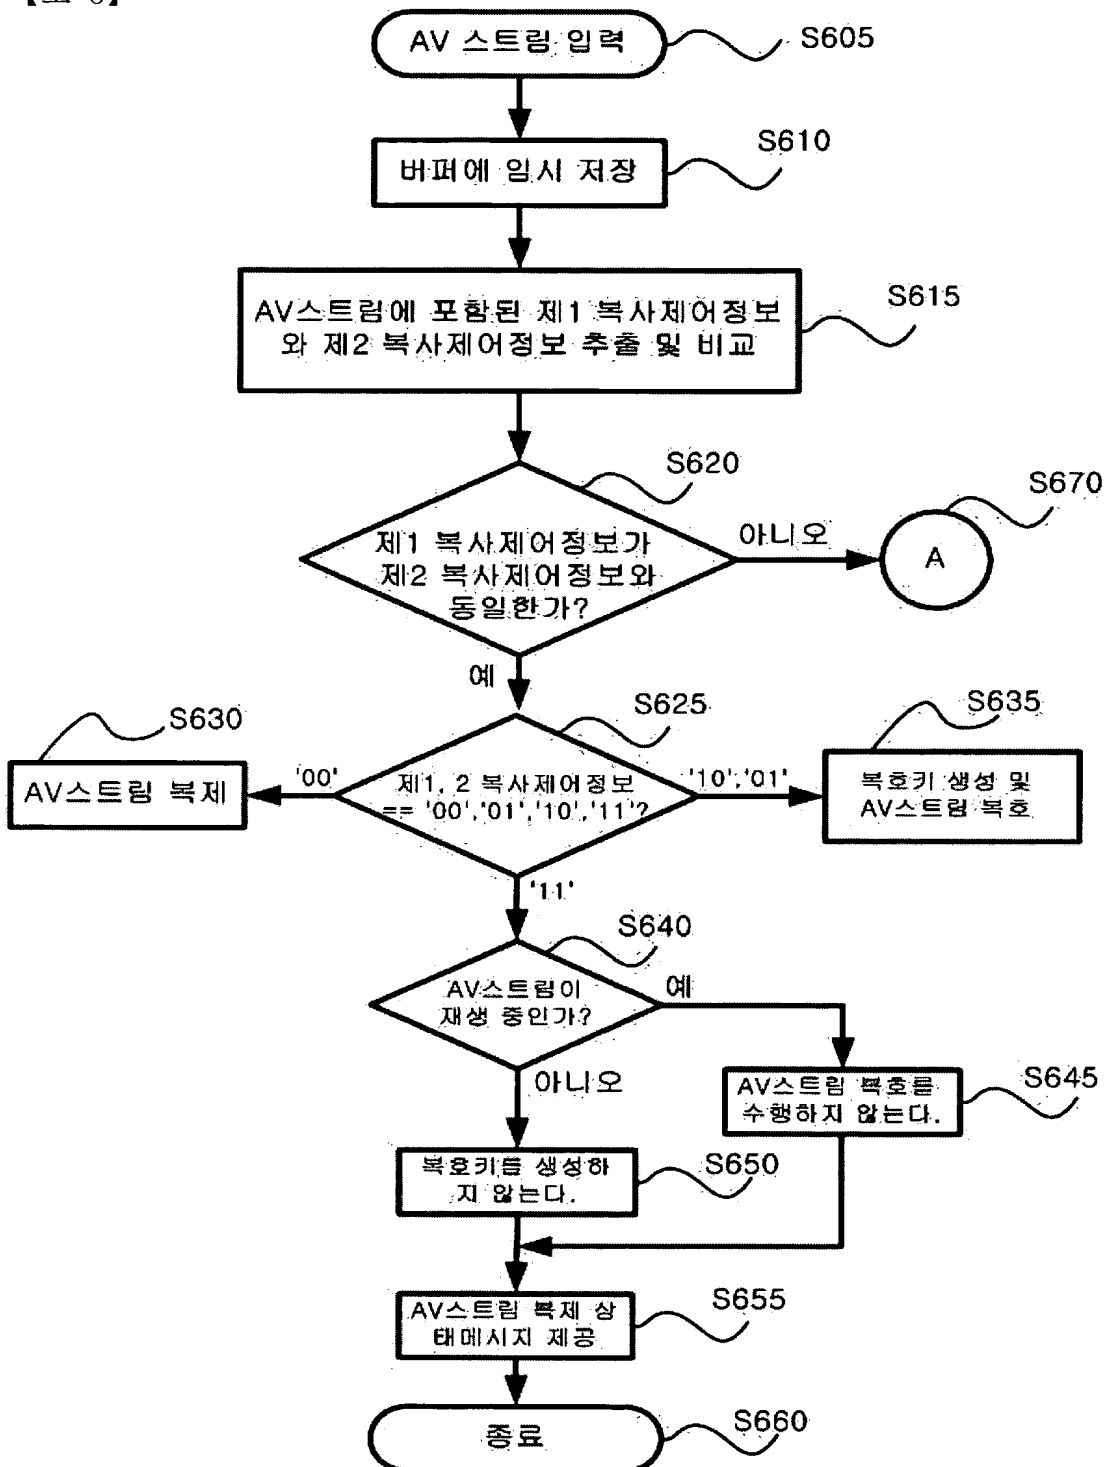 AV 스트림 입력
S605
S610
버퍼에 임시 저장
S615
AV스트림에 포함된 제1 복사제어정보
와 제2 복사제어정보 추출 및 비교
S620
S670
제1 복사제어정보가
제2 복사제어정보와
동일한가?
아니오
A
예
S630
S625
S635
AV스트림 복제
'00'
제1, 2 복사제어정보
== '00','01','10','11'?
'10','01'
복호키 생성 및
AV스트림 복호
'11'
S640
AV스트림이
재생 중인가?
예
아니오
AV스트림 복호를
수행하지 않는다.
S645
복호키를 생성하
지 않는다.
S650
S655
AV스트림 복제 상
태메시지 제공
종료
S660